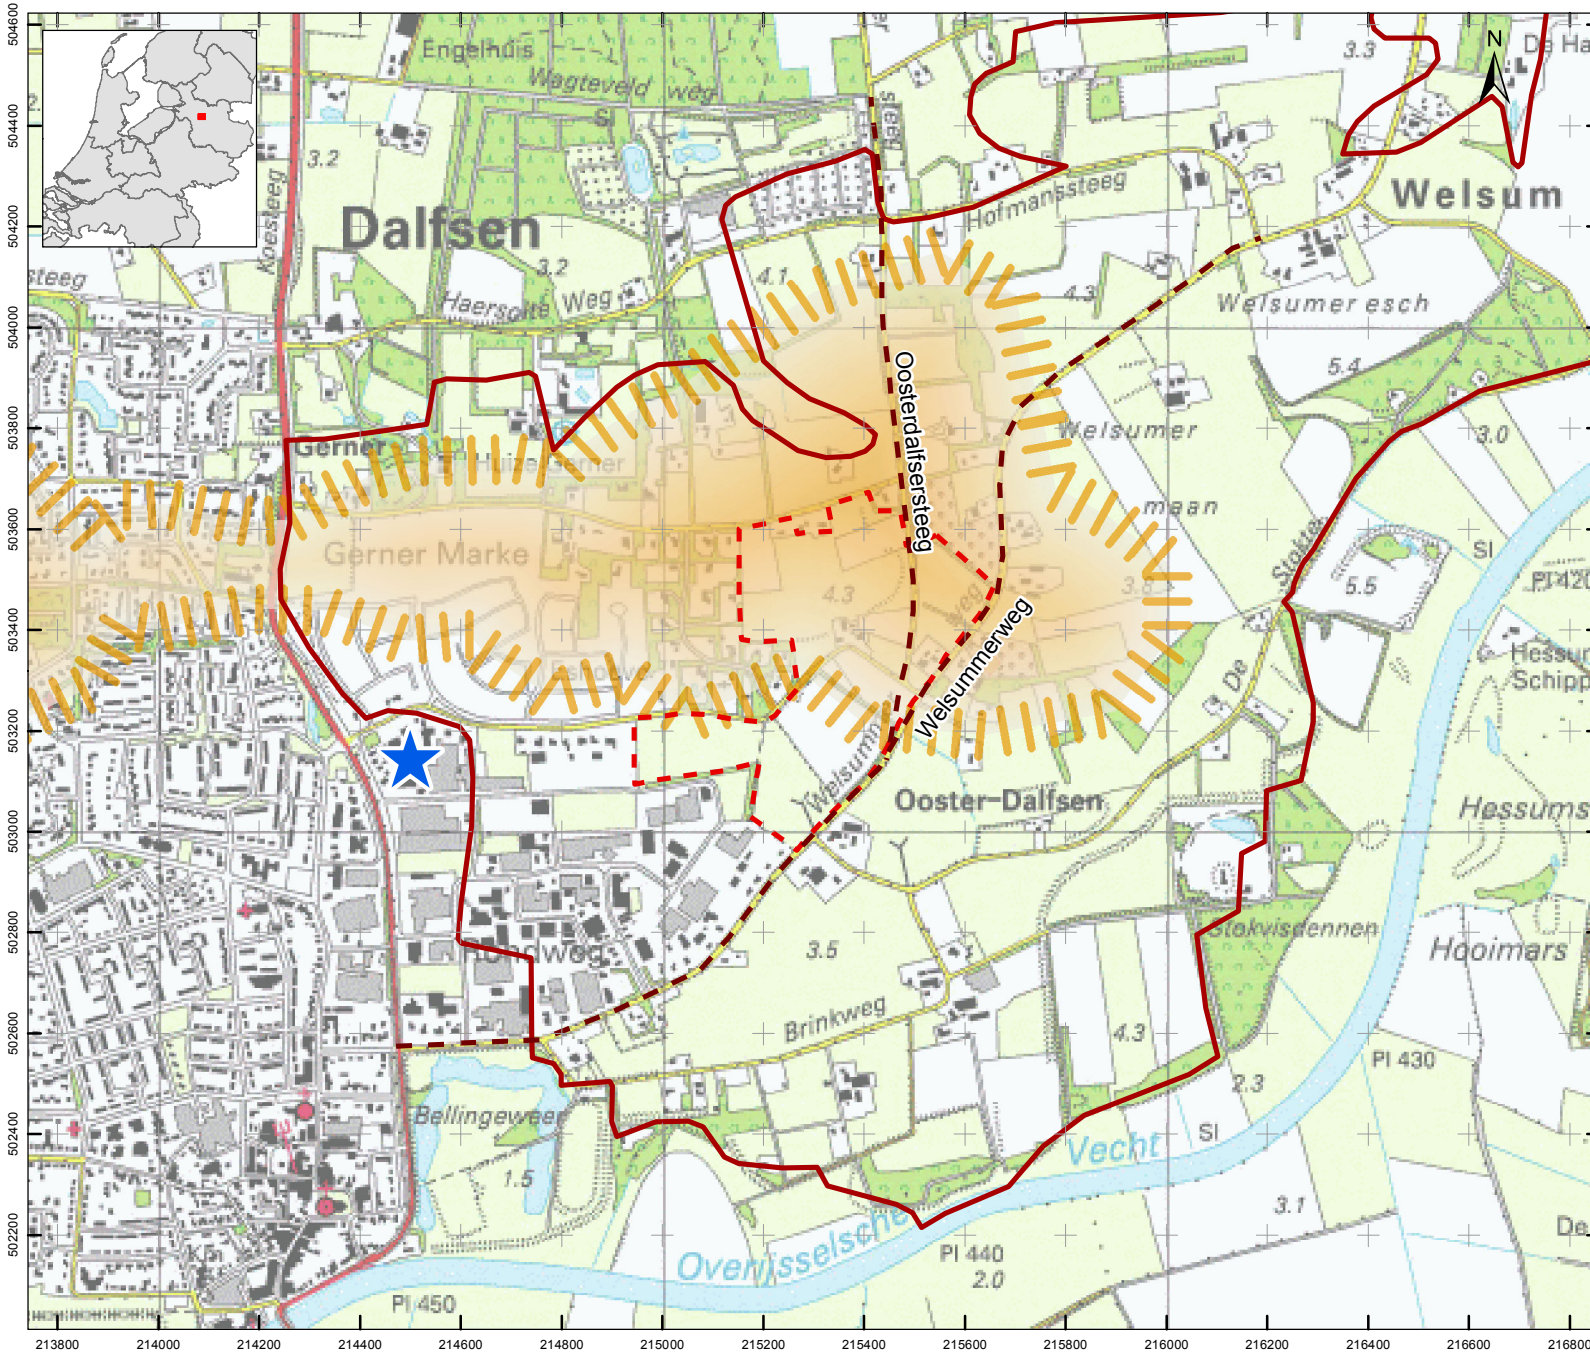 504600
504400
504200
504000
503800
503600
503400
503200
503000
502800
502600
502400
502200
213800
214000
214200
214400
214600
214800
215000
215200
215400
215600
215800
216000
216200
216400
216600
216800
N
Engelhuis
Wagteveld weg
Sl
3.3
De Ha
3.2
Koesteeg
Dalfsen
3.2
Haersolte Weg
4.1
Hofmanssteeg
Welsum
4.3
Welsumer esch
5.4
steeg
Gerner
Huize Gerner
Oosterdalfsersteeg
Welsumer
maan
3.0
Gerner Marke
4.3
weg
3.8
Sl
Pl 420
5.5
Welsummerweg
De
Hessum
Schipp
Welsum
Ooster-Dalfsen
Hessums
3.5
Stokvisdennen
Hooimars
Brinkweg
4.3
Pl 430
2.3
Bellingeweer
1.5
Vecht
Sl
3.1
De
Overijsselsche
Pl 440
2.0
Pl 450